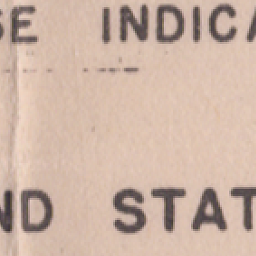 SE INDICA
ND STAT